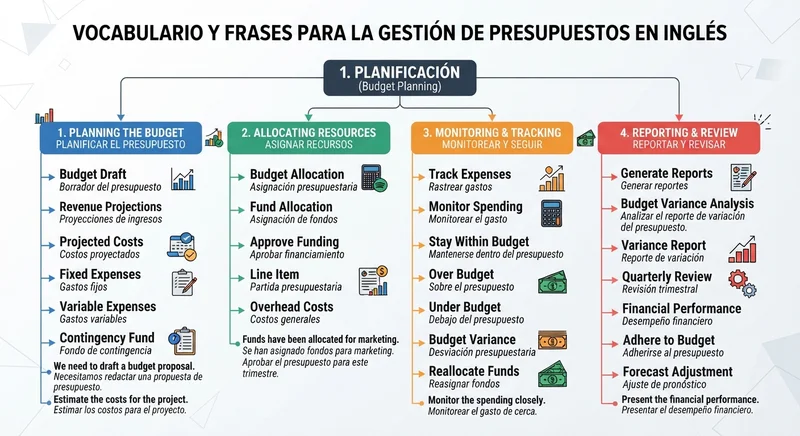 VOCABULARIO Y FRASES PARA LA GESTIÓN DE PRESUPUESTOS EN INGLÉS
1. PLANIFICACIÓN
(Budget Planning)
1. PLANNING THE BUDGET
PLANIFICAR EL PRESUPUESTO
Budget Draft
Borrador del presupuesto
Revenue Projections
Proyecciones de ingresos
Projected Costs
Costos proyectados
Fixed Expenses
Gastos fijos
Variable Expenses
Gastos variables
Contingency Fund
Fondo de contingencia
We need to draft a budget proposal.
Necesitamos redactar una propuesta de
presupuesto.
Estimate the costs for the project.
Estimar los costos para el proyecto.
2. ALLOCATING RESOURCES
ASIGNAR RECURSOS
Budget Allocation
Asignación presupuestaria
Fund Allocation
Asignación de fondos
Approve Funding
Aprobar financiamiento
Line Item
Partida presupuestaria
Overhead Costs
Costos generales
Funds have been allocated for marketing.
Se han asignado fondos para marketing.
Aprobar el presupuesto para este
trimestre.
3. MONITORING & TRACKING
MONITOREAR Y SEGUIR
Track Expenses
Rastrear gastos
Monitor Spending
Monitorear el gasto
Stay Within Budget
Mantenerse dentro del presupuesto
Over Budget
Sobre el presupuesto
Under Budget
Debajo del presupuesto
Budget Variance
Desviación presupuestaria
Reallocate Funds
Reasignar fondos
Monitor the spending closely.
Monitorear el gasto de cerca.
4. REPORTING & REVIEW
REPORTAR Y REVISAR
Generate Reports
Generar reportes
Budget Variance Analysis
Analizar el reporte de variación
del presupuesto.
Variance Report
Reporte de variación
Quarterly Review
Revisión trimestral
Financial Performance
Desempeño financiero
Adhere to Budget
Adherirse al presupuesto
Forecast Adjustment
Ajuste de pronóstico
Present the financial performance.
Presentar el desempeño financiero.